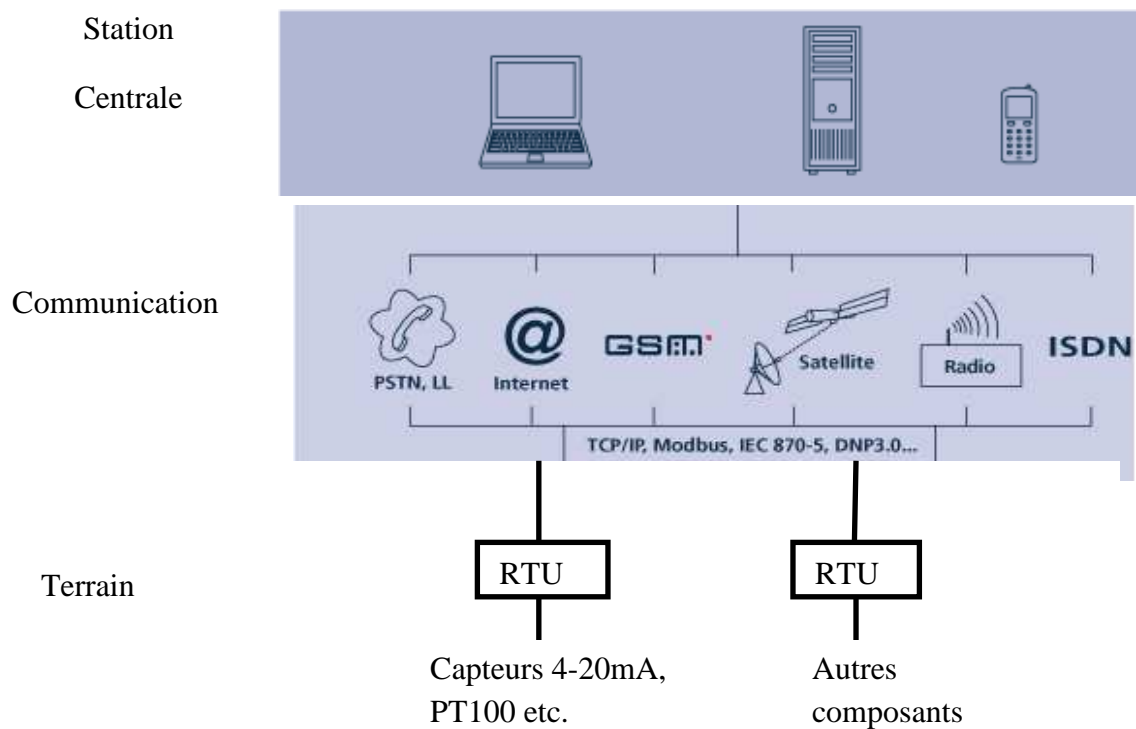 Station
Centrale
Communication
@
GSM
Satellite
Radio
ISDN
PSTN, LL
Internet
TCP/IP, Modbus, IEC 870-5, DNP3.0...
Terrain
RTU
RTU
Capteurs 4-20mA,
PT100 etc.
Autres
composants